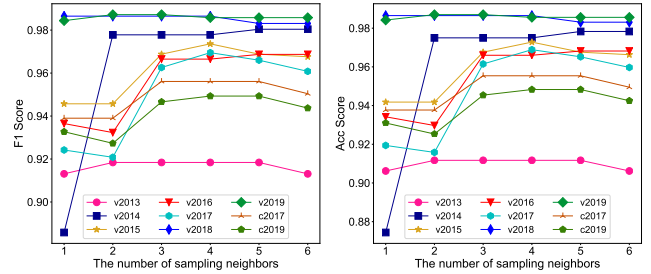 F1 Score
0.98
0.96
0.94
0.92
0.90
v2013 v2016 v2019
v2014 v2017 c2017
v2015 v2018 c2019
1 2 3 4 5 6
The number of sampling neighbors
Acc Score
0.98
0.96
0.94
0.92
0.90
0.88
v2013 v2016 v2019
v2014 v2017 c2017
v2015 v2018 c2019
1 2 3 4 5 6
The number of sampling neighbors